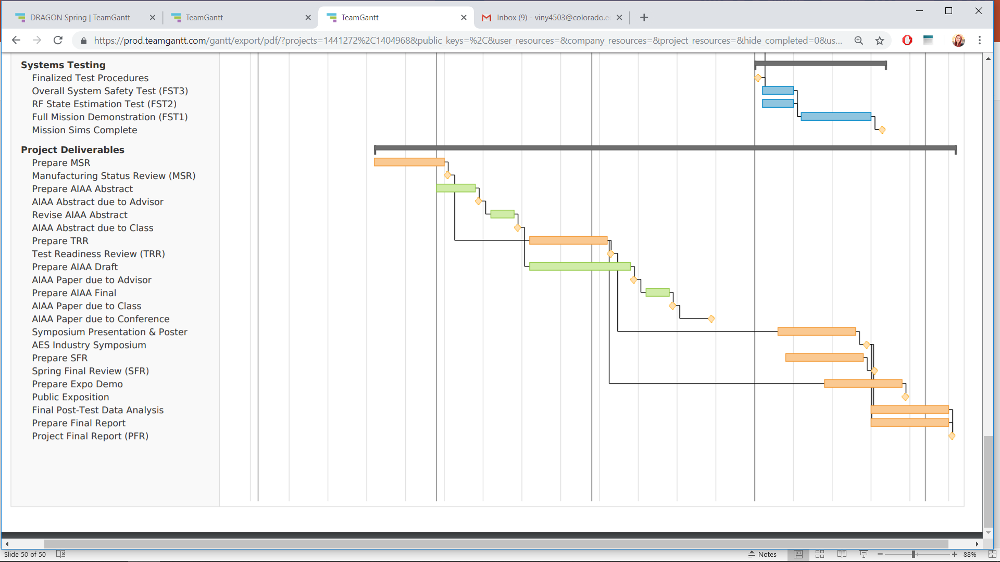 DRAGON Spring | TeamGantt
TeamGantt
TeamGantt
Inbox (9) - viny4503@colorado.e
https://prod.teamgantt.com/gantt/export/pdf/?projects=1441272%2C1404968&public_keys=%2C&user_resources=&company_resources=&project_resources=&hide_completed=0&us...
Systems Testing
Finalized Test Procedures
Overall System Safety Test (FST3)
RF State Estimation Test (FST2)
Full Mission Demonstration (FST1)
Mission Sims Complete
Project Deliverables
Prepare MSR
Manufacturing Status Review (MSR)
Prepare AIAA Abstract
AIAA Abstract due to Advisor
Revise AIAA Abstract
AIAA Abstract due to Class
Prepare TRR
Test Readiness Review (TRR)
Prepare AIAA Draft
AIAA Paper due to Advisor
Prepare AIAA Final
AIAA Paper due to Class
AIAA Paper due to Conference
Symposium Presentation & Poster
AES Industry Symposium
Prepare SFR
Spring Final Review (SFR)
Prepare Expo Demo
Public Exposition
Final Post-Test Data Analysis
Prepare Final Report
Project Final Report (PFR)
Slide 50 of 50
Notes
88%